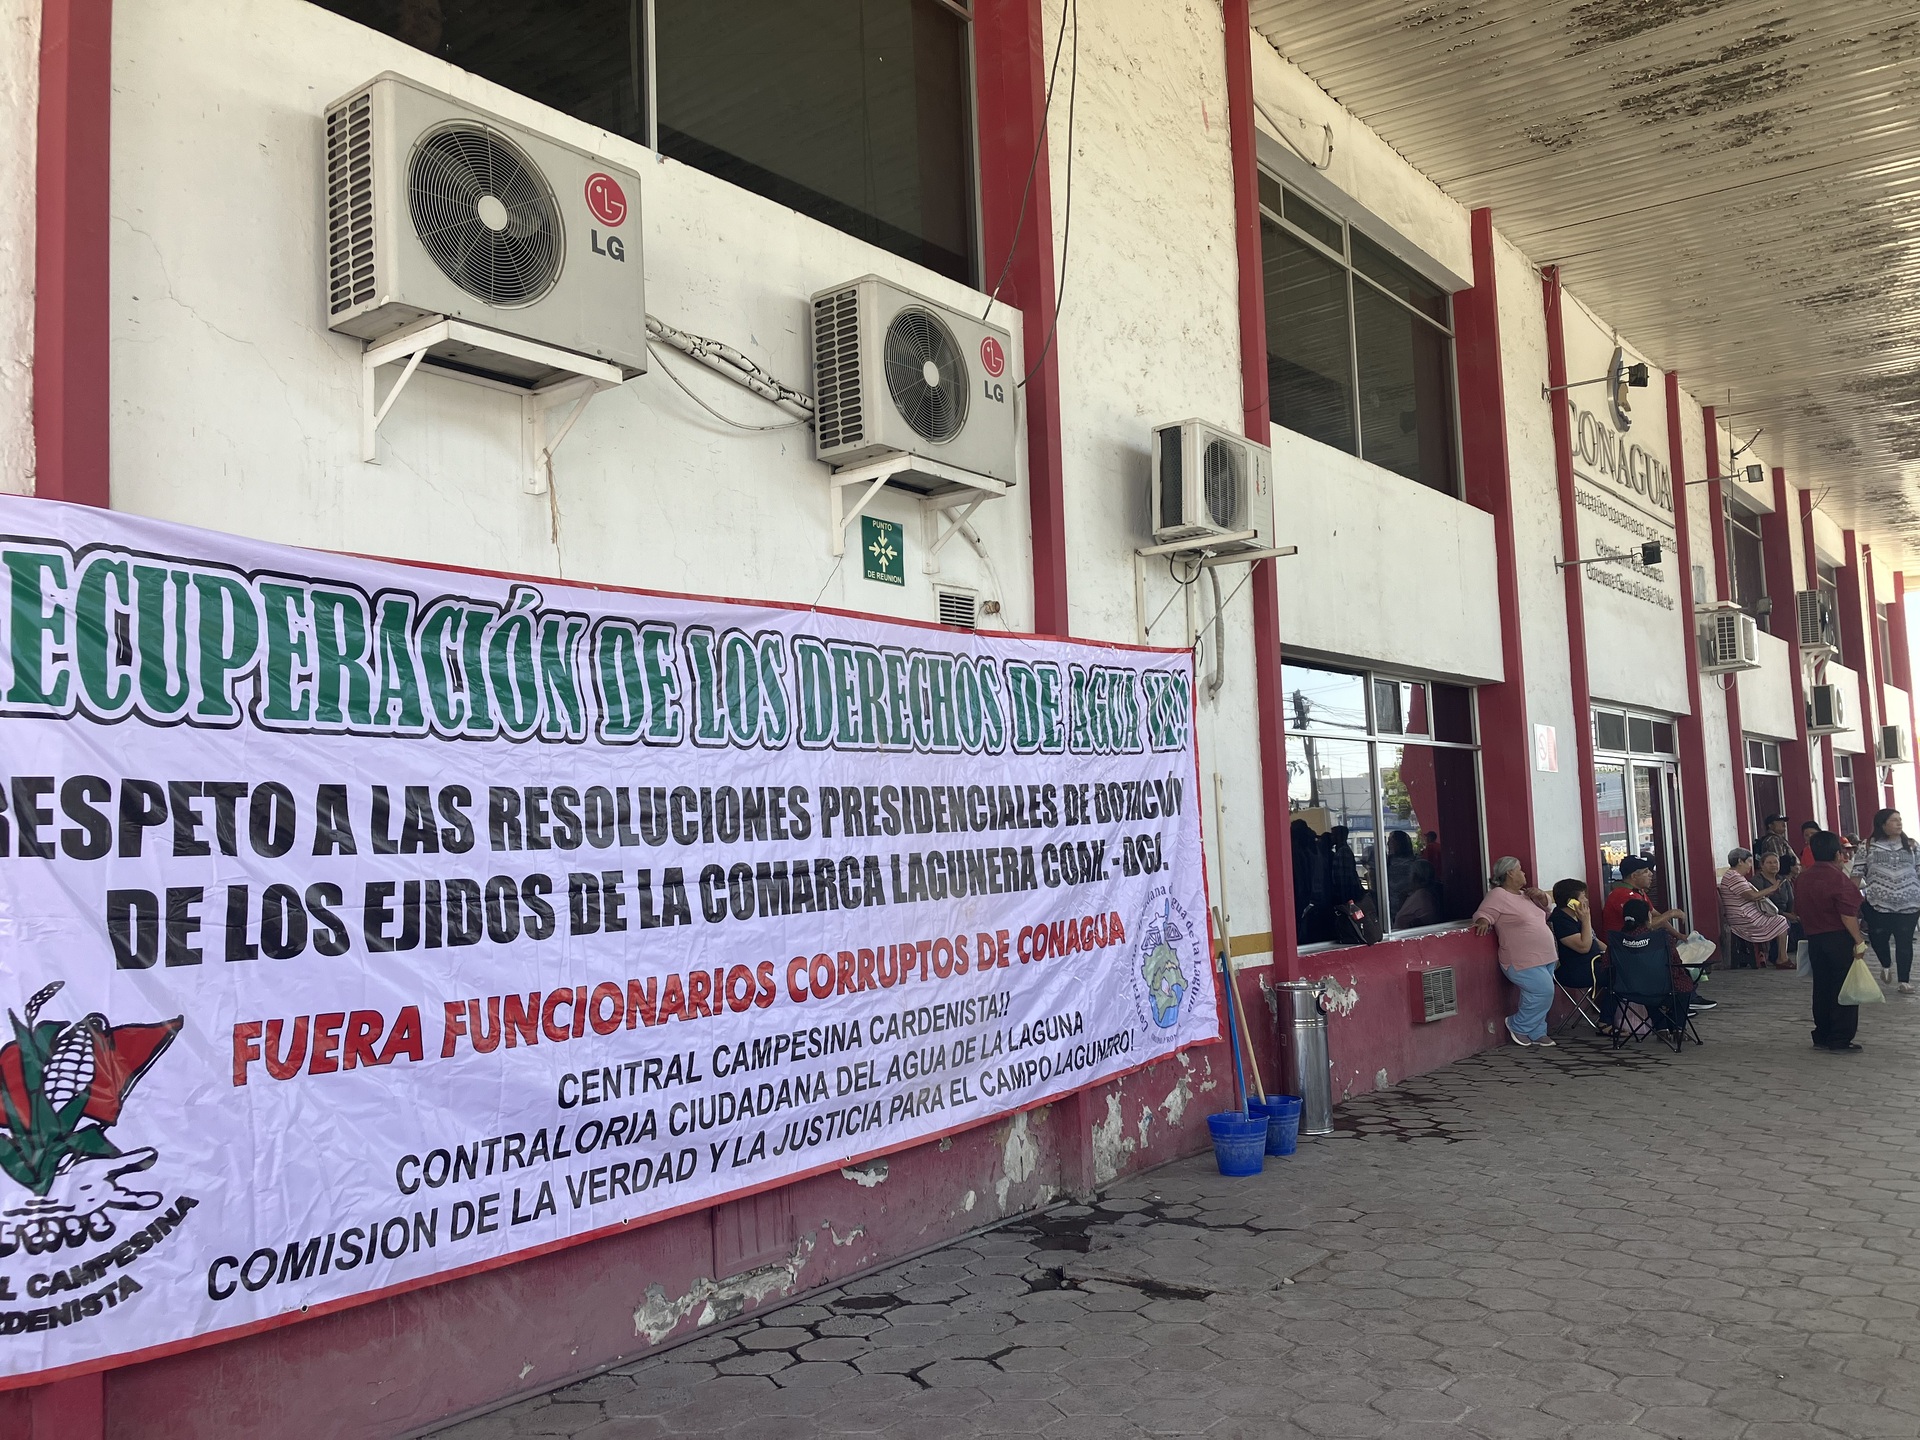 LG
LG
PUNTO
DE REUNION
CONAGUA
ECUPERACIÓN DE LOS DERECHOS DE AGUA YA!!
RESPETO A LAS RESOLUCIONES PRESIDENCIALES DE DOTACIÓN
DE LOS EJIDOS DE LA COMARCA LAGUNERA COAH. - DGO.
FUERA FUNCIONARIOS CORRUPTOS DE CONAGUA
CENTRAL CAMPESINA CARDENISTA!!
CONTRALORIA CIUDADANA DEL AGUA DE LA LAGUNA
COMISION DE LA VERDAD Y LA JUSTICIA PARA EL CAMPO LAGUNERO!
L CAMPESINA
RDENISTA
Academy